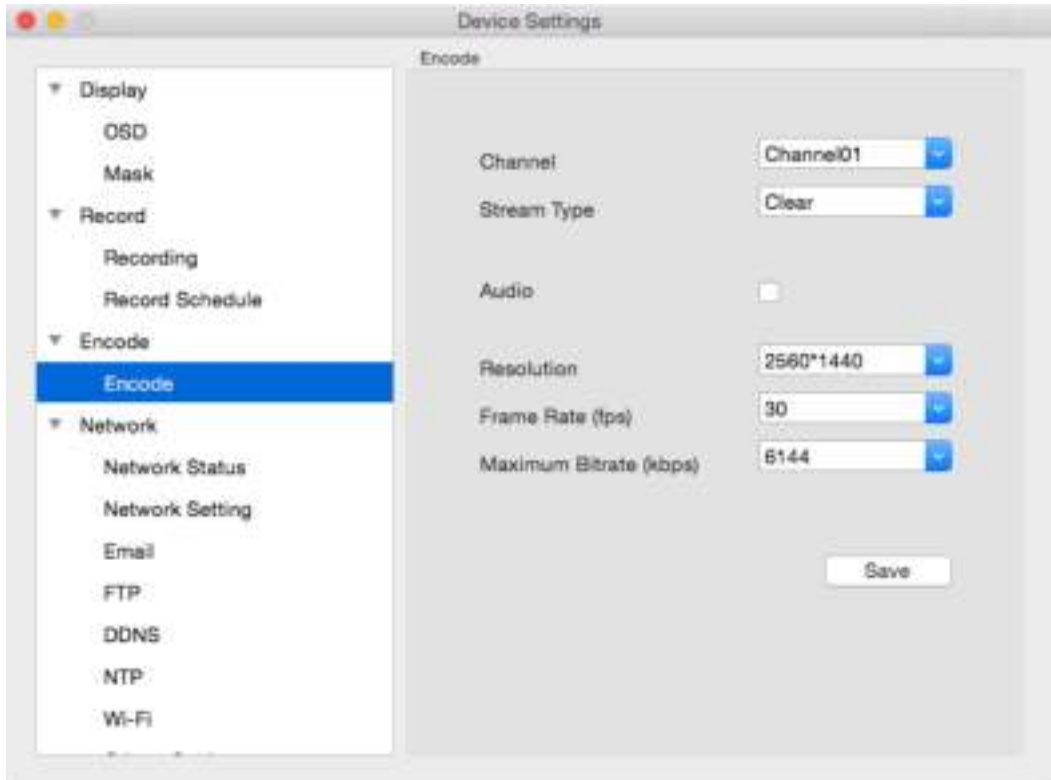 Device Settings
Display
OSD
Mask
Record
Recording
Record Schedule
Encode
Encode
Network
Network Status
Network Setting
Email
FTP
DDNS
NTP
Wi-Fi
Encode
Channel Channel01
Stream Type Clear
Audio
Resolution 2560*1440
Frame Rate (fps) 30
Maximum Bitrate (kbps) 6144
Save